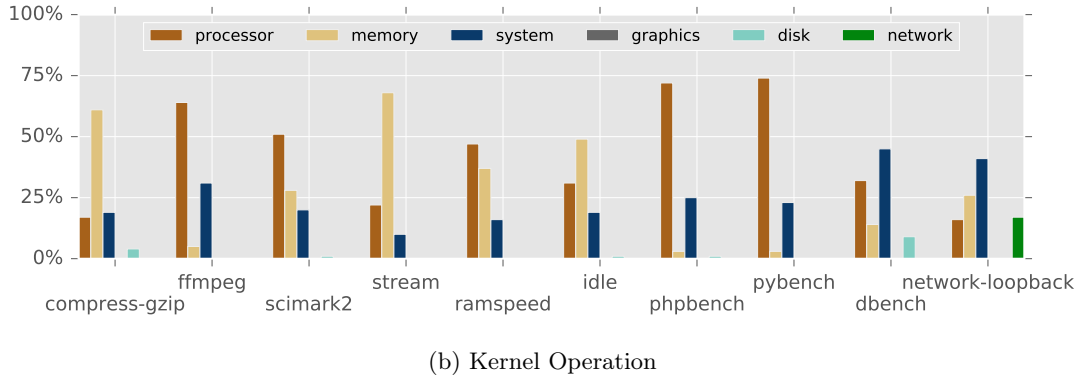 100%
processor memory system graphics disk network
75%
50%
25%
0%
ffmpeg stream idle pybench network-loopback
compress-gzip scimark2 ramspeed phpbench dbench
(b) Kernel Operation